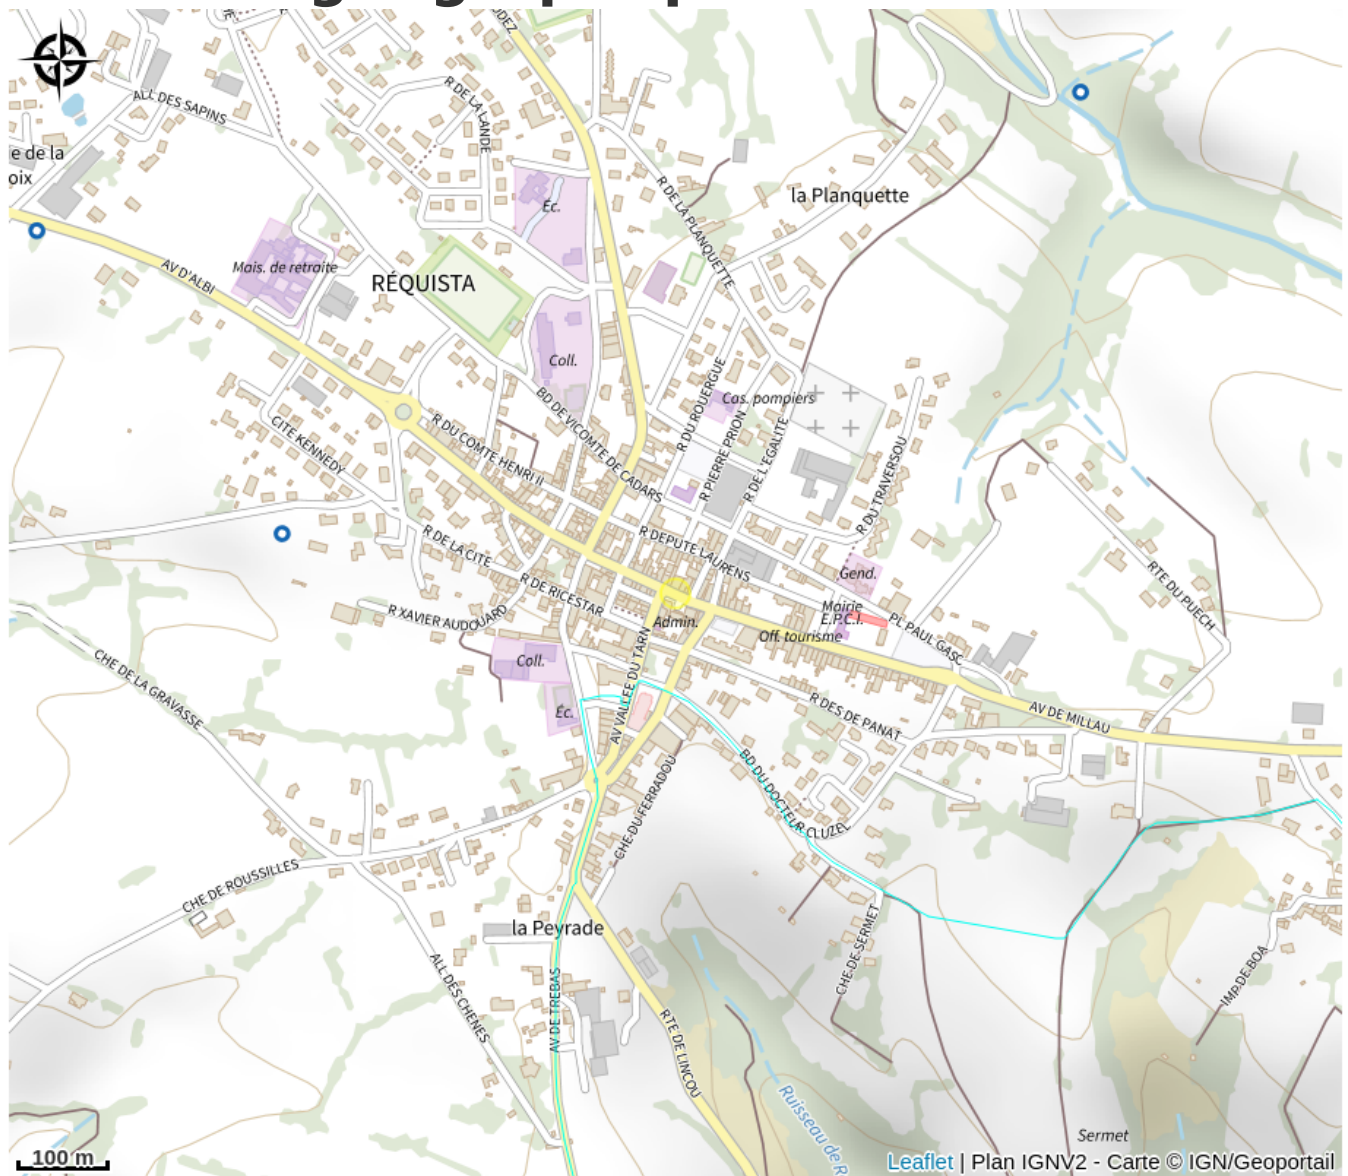 R DE LA LANDE
ALL DES SAPINS
e de la
oix
Éc.
R DE LA PLANQUETTE
la Planquette
Mais. de retraite
RÉQUISTA
AV D'ALBI
Coll.
BD DE VICOMTE DE CADARS
R DU ROUERGUE
Cas. pompiers
R PIERRE PRION
R DE L'EGALITE
R DU TRAVERSOU
R DU COMTE HENRI II
CITE KENNEDY
R DE LA CITE
R DEPUTE LAURENS
R DE RICESTAR
R XAVIER AUDOUARD
Gend.
Mairie
E.P.C.I.
PL PAUL GASC
Admin.
Off. tourisme
RTE DU PUECH
Coll.
Éc.
AV VALLEE DU TARN
CHE DE LA GRAVASSE
R DES DE PANAT
AV DE MILLAU
BD DU DOCTEUR CLUZEL
CHE DU FERRADOU
CHE DE ROUSSILLES
la Peyrade
CHE DE SERMET
IMP DE BOA
ALL DES CHENES
AV DE TREBAS
RTE DE LINCOU
Ruisseau de R
Sermet
100 m
Leaflet | Plan IGNV2 - Carte © IGN/Geoportail